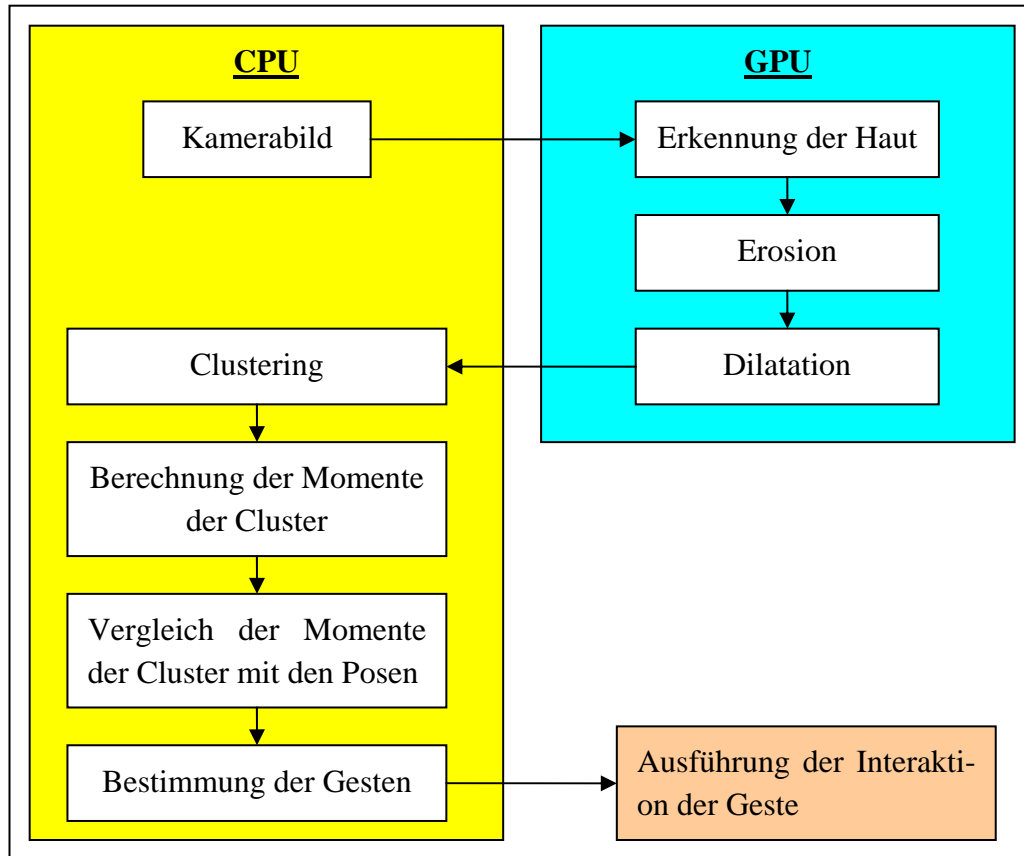 CPU
GPU
Kamerabild
Erkennung der Haut
Erosion
Dilatation
Clustering
Berechnung der Momente
der Cluster
Vergleich der Momente
der Cluster mit den Posen
Bestimmung der Gesten
Ausführung der Interakti-
on der Geste